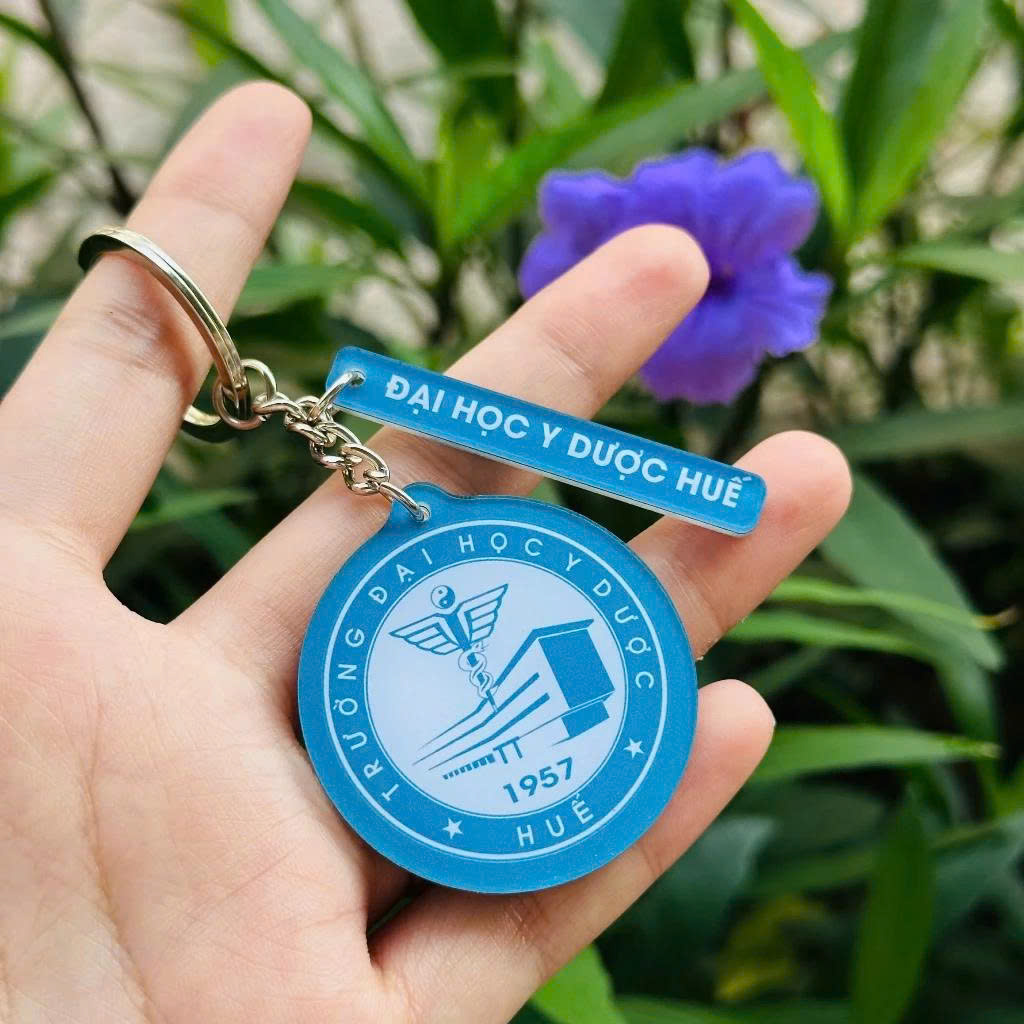 ĐẠI HỌC Y DƯỢC HUẾ
TRƯỜNG ĐẠI HỌC Y DƯỢC
1957
HUẾ